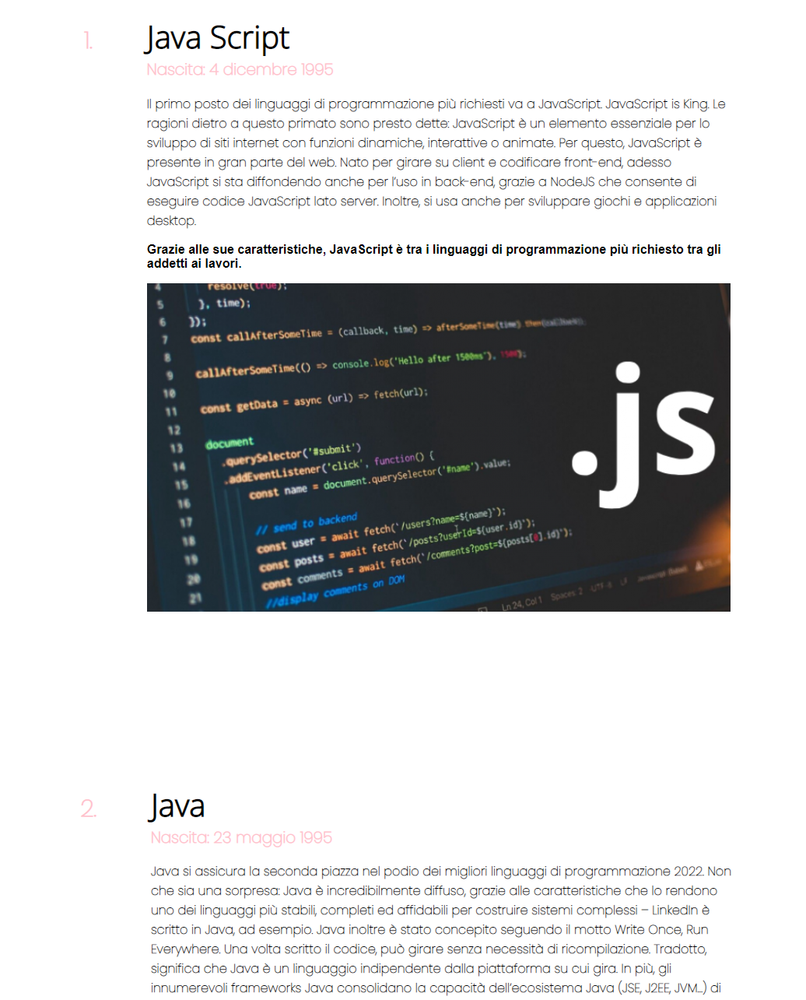 1.
Java Script
Nascita: 4 dicembre 1995
Il primo posto dei linguaggi di programmazione più richiesti va a JavaScript. JavaScript is King. Le
ragioni dietro a questo primato sono presto dette: JavaScript è un elemento essenziale per lo
sviluppo di siti internet con funzioni dinamiche, interattive o animate. Per questo, JavaScript è
presente in gran parte del web. Nato per girare su client e codificare front-end, adesso
JavaScript si sta diffondendo anche per l'uso in back-end, grazie a NodeJS che consente di
eseguire codice JavaScript lato server. Inoltre, si usa anche per sviluppare giochi e applicazioni
desktop.
Grazie alle sue caratteristiche, JavaScript è tra i linguaggi di programmazione più richiesto tra gli
addetti ai lavori.
4 resolve(true);
5 }, time);
6 });
7 const callAfterSomeTime = (callback, time) => afterSomeTime(time)
8
9 callAfterSomeTime(() => console.log('Hello after 1500ms'), 1500);
10
11 const getData = async (url) => fetch(url);
12
13 document
14 .querySelector('#submit')
15 .addEventListener('click', function() {
16 const name = document.querySelector('#name').value;
17
18 // send to backend
19 const user = await fetch(`/users?name=${name}`);
20 const posts = await fetch(`/posts?userId=${user.id}`);
21 const comments = await fetch(`/comments?post=${posts[0].id}`);
//display comments on DOM
.js
Ln 24, Col 1 Spaces: 2 UTF-8 LF
2.
Java
Nascita: 23 maggio 1995
Java si assicura la seconda piazza nel podio dei migliori linguaggi di programmazione 2022. Non
che sia una sorpresa: Java è incredibilmente diffuso, grazie alle caratteristiche che lo rendono
uno dei linguaggi più stabili, completi ed affidabili per costruire sistemi complessi – LinkedIn è
scritto in Java, ad esempio. Java inoltre è stato concepito seguendo il motto Write Once, Run
Everywhere. Una volta scritto il codice, può girare senza necessità di ricompilazione. Tradotto,
significa che Java è un linguaggio indipendente dalla piattaforma su cui gira. In più, gli
innumerevoli frameworks Java consolidano la capacità dell'ecosistema Java (JSE, J2EE, JVM...) di